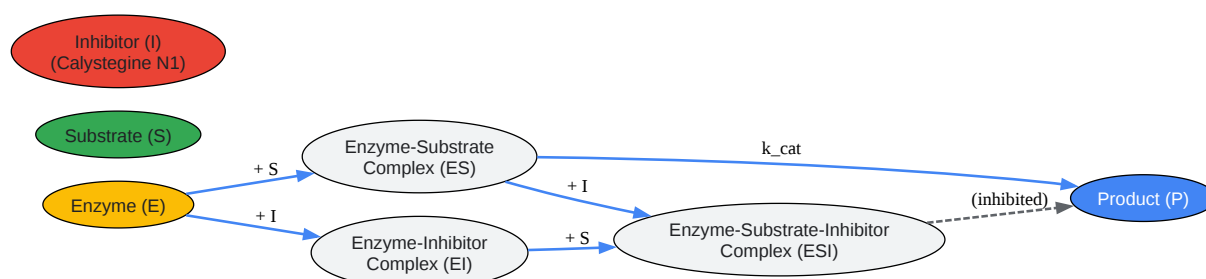 Inhibitor (I)
(Calystegine N1)
Substrate (S)
Enzyme (E)
+ S
+ I
Enzyme-Substrate
Complex (ES)
Enzyme-Inhibitor
Complex (EI)
k_cat
+ I
+ S
Enzyme-Substrate-Inhibitor
Complex (ESI)
(inhibited)
Product (P)